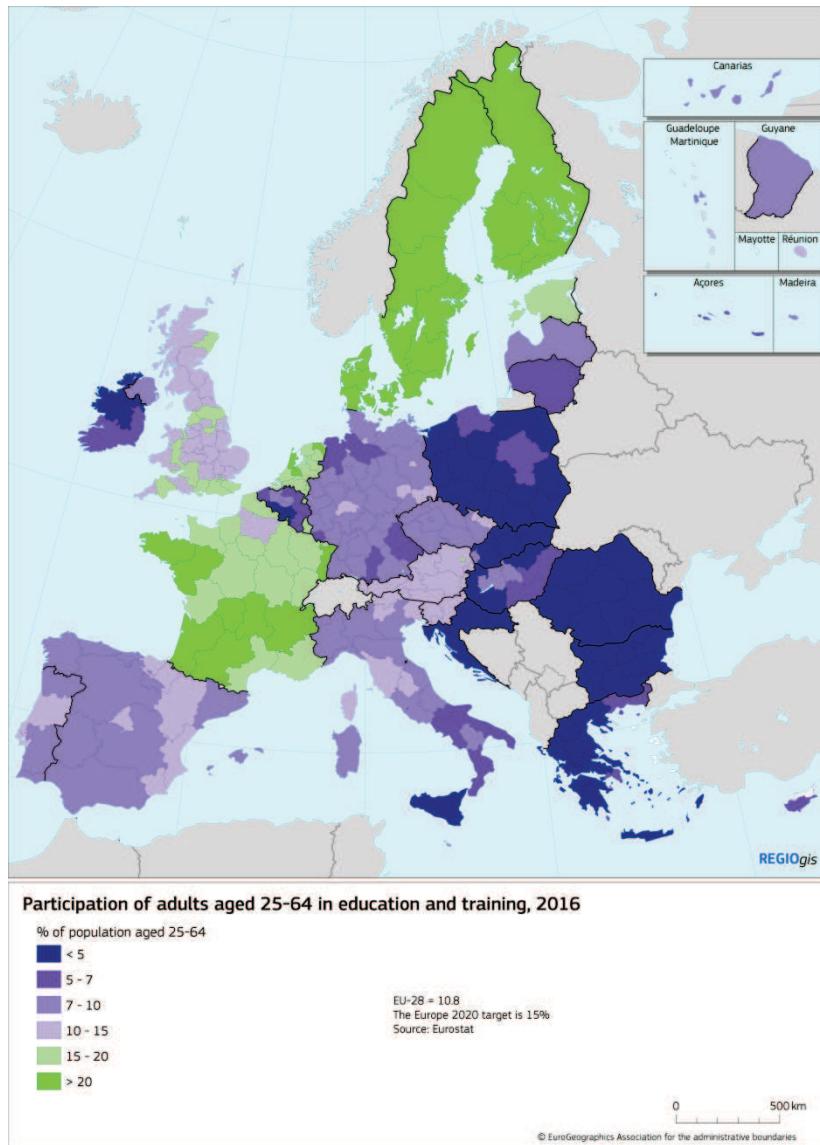 Canarias
Guadeloupe
Martinique
Guyane
Mayotte
Réunion
Açores
Madeira
REGIOgis
Participation of adults aged 25-64 in education and training, 2016
% of population aged 25-64
< 5
5 - 7
7 - 10
10 - 15
15 - 20
> 20
EU-28 = 10.8
The Europe 2020 target is 15%
Source: Eurostat
0 500 km
© EuroGeographics Association for the administrative boundaries